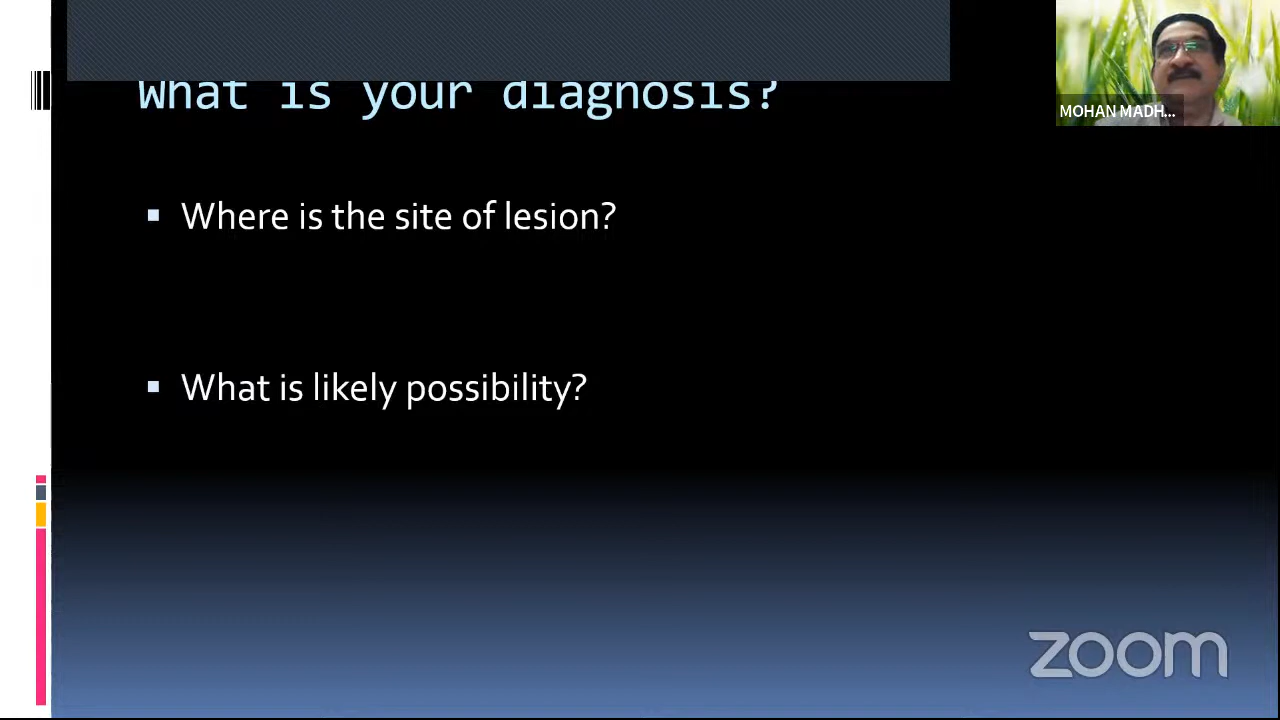 What is your diagnosis?
MOHAN MADH...
Where is the site of lesion?
What is likely possibility?
zoom